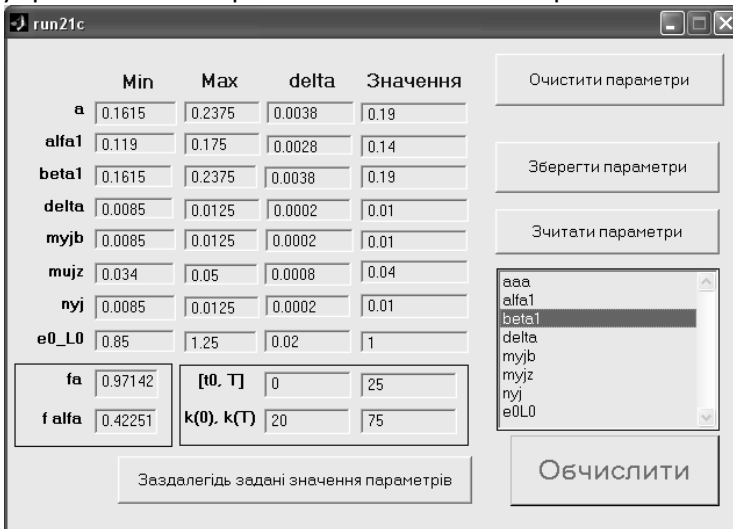 run21c
Min Max delta Значення
a 0.1615 0.2375 0.0038 0.19
alfa1 0.119 0.175 0.0028 0.14
beta1 0.1615 0.2375 0.0038 0.19
delta 0.0085 0.0125 0.0002 0.01
myjb 0.0085 0.0125 0.0002 0.01
mujz 0.034 0.05 0.0008 0.04
nyj 0.0085 0.0125 0.0002 0.01
e0_L0 0.85 1.25 0.02 1
fa 0.97142 [t0, T] 0 25
f alfa 0.42251 k(0), k(T) 20 75
Заздалегідь задані значення параметрів
Очистити параметри
Зберегти параметри
Зчитати параметри
aaa
alfa1
beta1
delta
myjb
myjz
nyj
e0L0
Обчислити